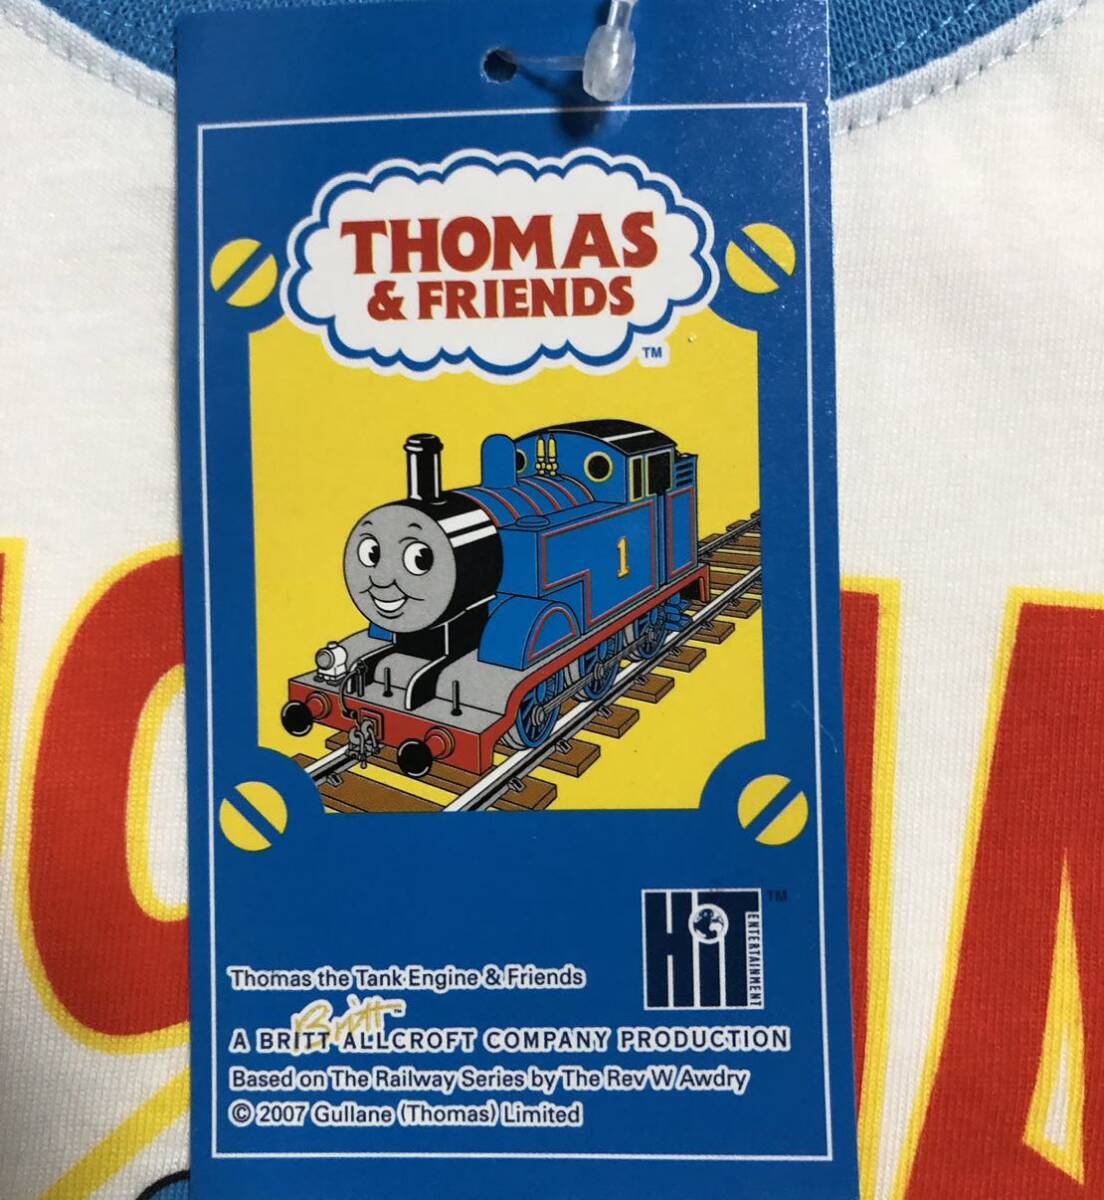 THOMAS
& FRIENDS
TM
1
HiT
ENTERTAINMENT
TM
Thomas the Tank Engine & Friends
Britt™
A BRITT ALLCROFT COMPANY PRODUCTION
Based on The Railway Series by The Rev W Awdry
© 2007 Gullane (Thomas) Limited